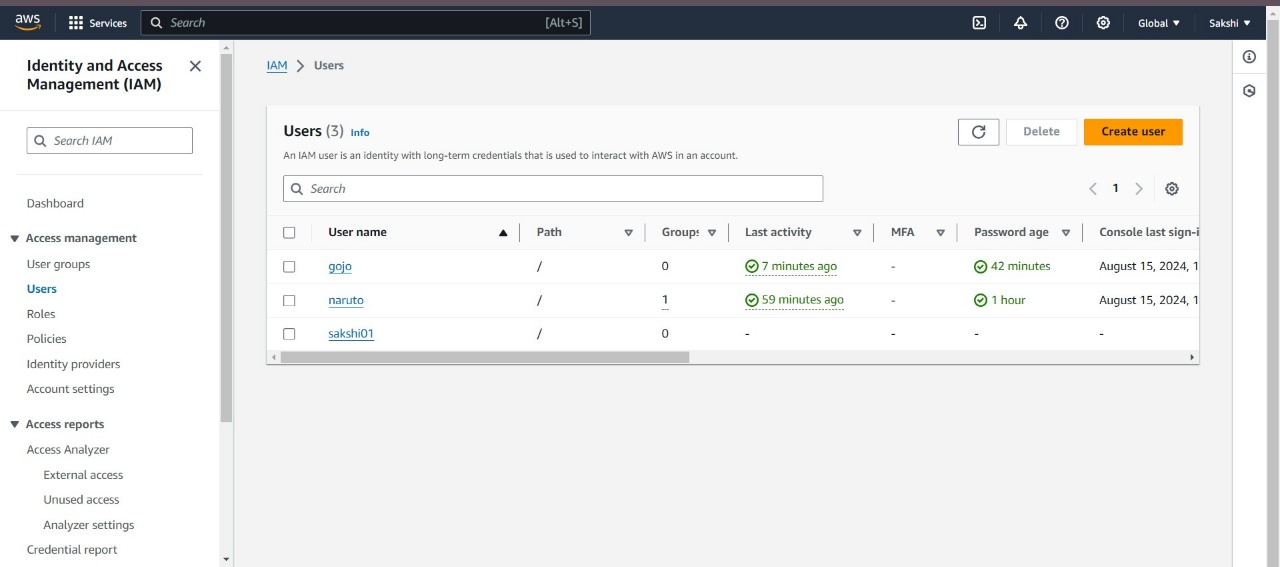 aws Services Search [Alt+S] Global Sakshi
Identity and Access
Management (IAM)
Search IAM
Dashboard
Access management
User groups
Users
Roles
Policies
Identity providers
Account settings
Access reports
Access Analyzer
External access
Unused access
Analyzer settings
Credential report
IAM Users
Users (3) Info Delete Create user
An IAM user is an identity with long-term credentials that is used to interact with AWS in an account.
Search 1
User name Path Groups Last activity MFA Password age Console last sign-i
gojo / 0 7 minutes ago - 42 minutes August 15, 2024, 1
naruto / 1 59 minutes ago - 1 hour August 15, 2024, 1
sakshi01 / 0 - - - -